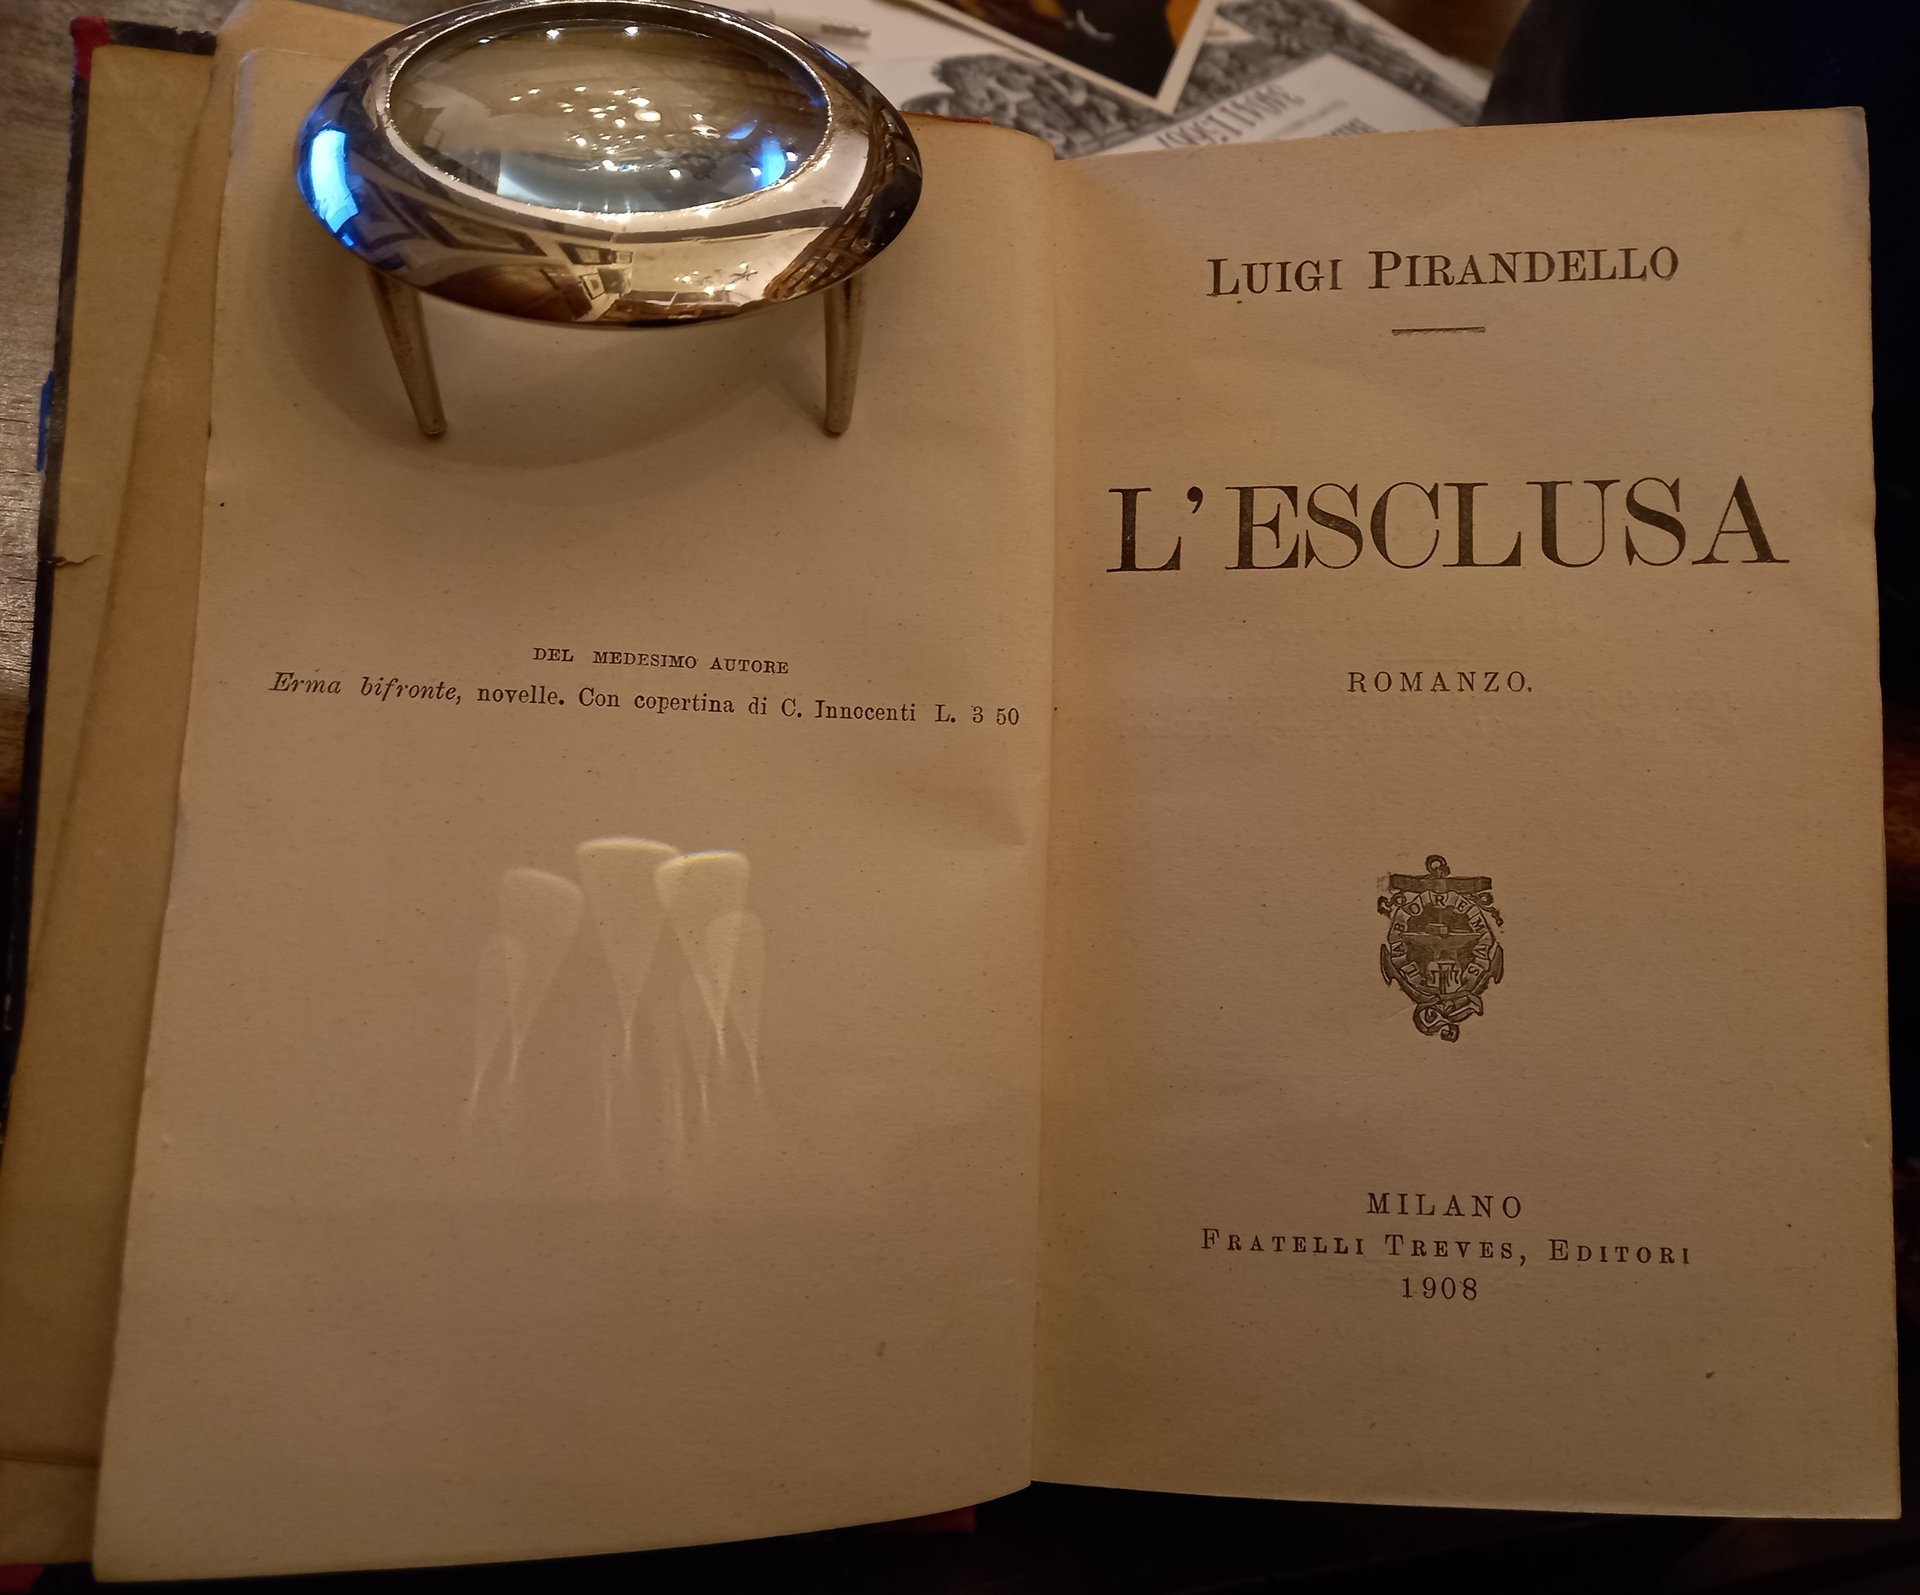 DEL MEDESIMO AUTORE
Erma bifronte, novelle. Con copertina di C. Innocenti L. 3 50
LUIGI PIRANDELLO
L'ESCLUSA
ROMANZO.
LABOREMVS
MILANO
FRATELLI TREVES, EDITORI
1908